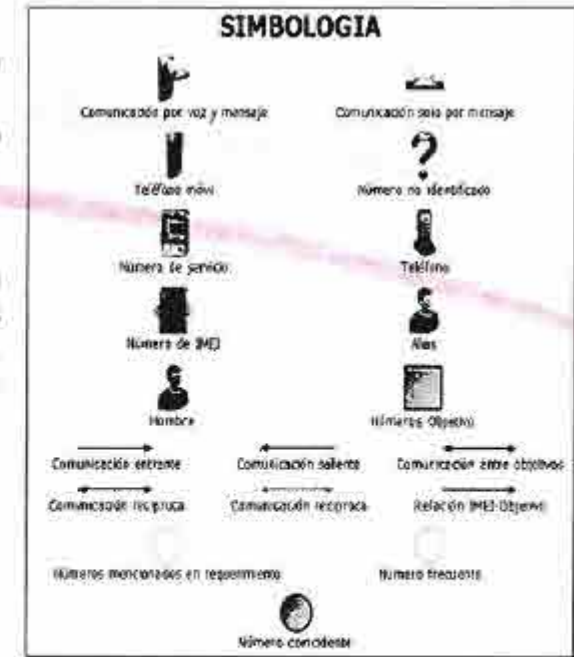 SIMBOLOGIA
Comunicación por voz y mensaje
Comunicación solo por mensaje
Teléfono móvil
Número no identificado
Número de servicio
Teléfono
Número de IMEI
Alias
Hombre
Números Objetivo
Comunicación entrante
Comunicación saliente
Comunicación entre objetivos
Comunicación reciproca
Comunicación reciproca
Relación IMEI-Objetivo
Números mencionados en requerimiento
Número frecuente
Número coincidente